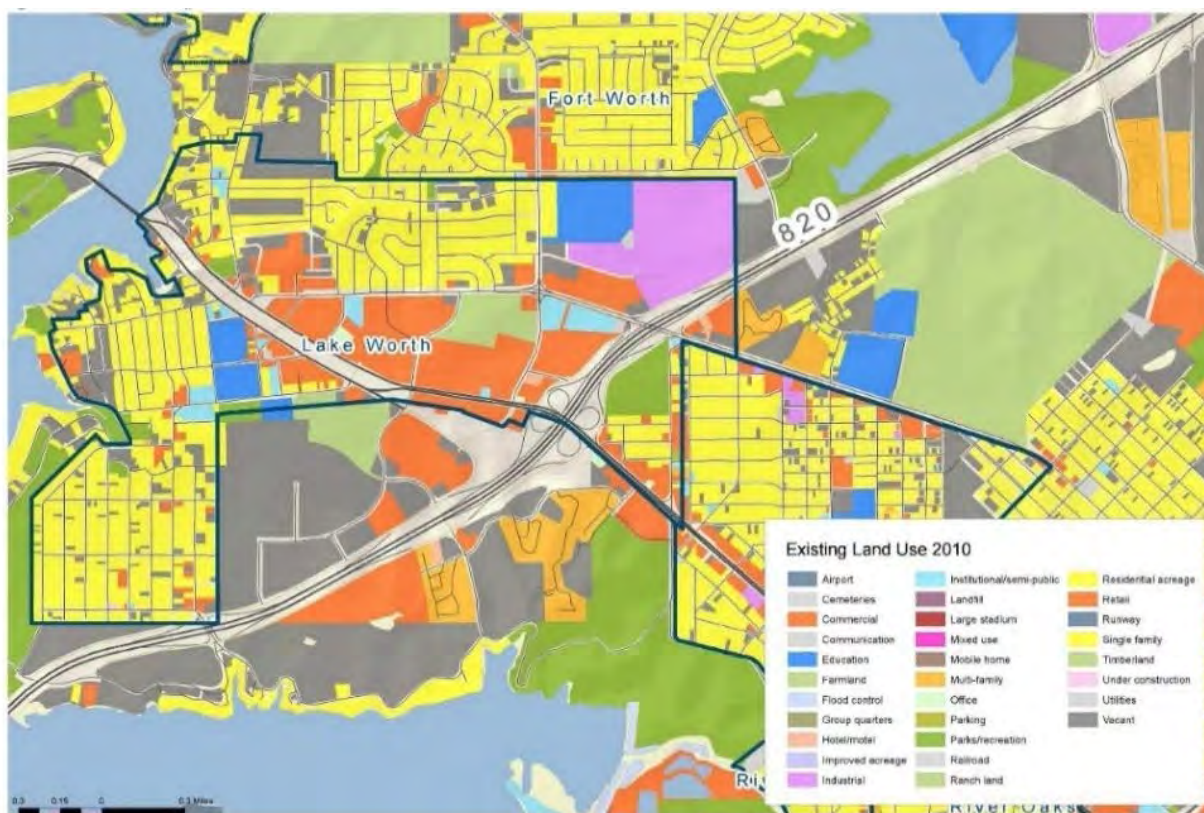 Fort Worth
820
Lake Worth
Existing Land Use 2010
Airport
Cemeteries
Commercial
Communication
Education
Farmland
Flood control
Group quarters
Hotel/motel
Improved acreage
Industrial
Institutional/semi-public
Landfill
Large stadium
Mixed use
Mobile home
Multi-family
Office
Parking
Parks/recreation
Railroad
Ranch land
Residential acreage
Retail
Runway
Single family
Timberland
Under construction
Utilities
Vacant
River Oaks
0.3 0.15 0 0.3 Miles